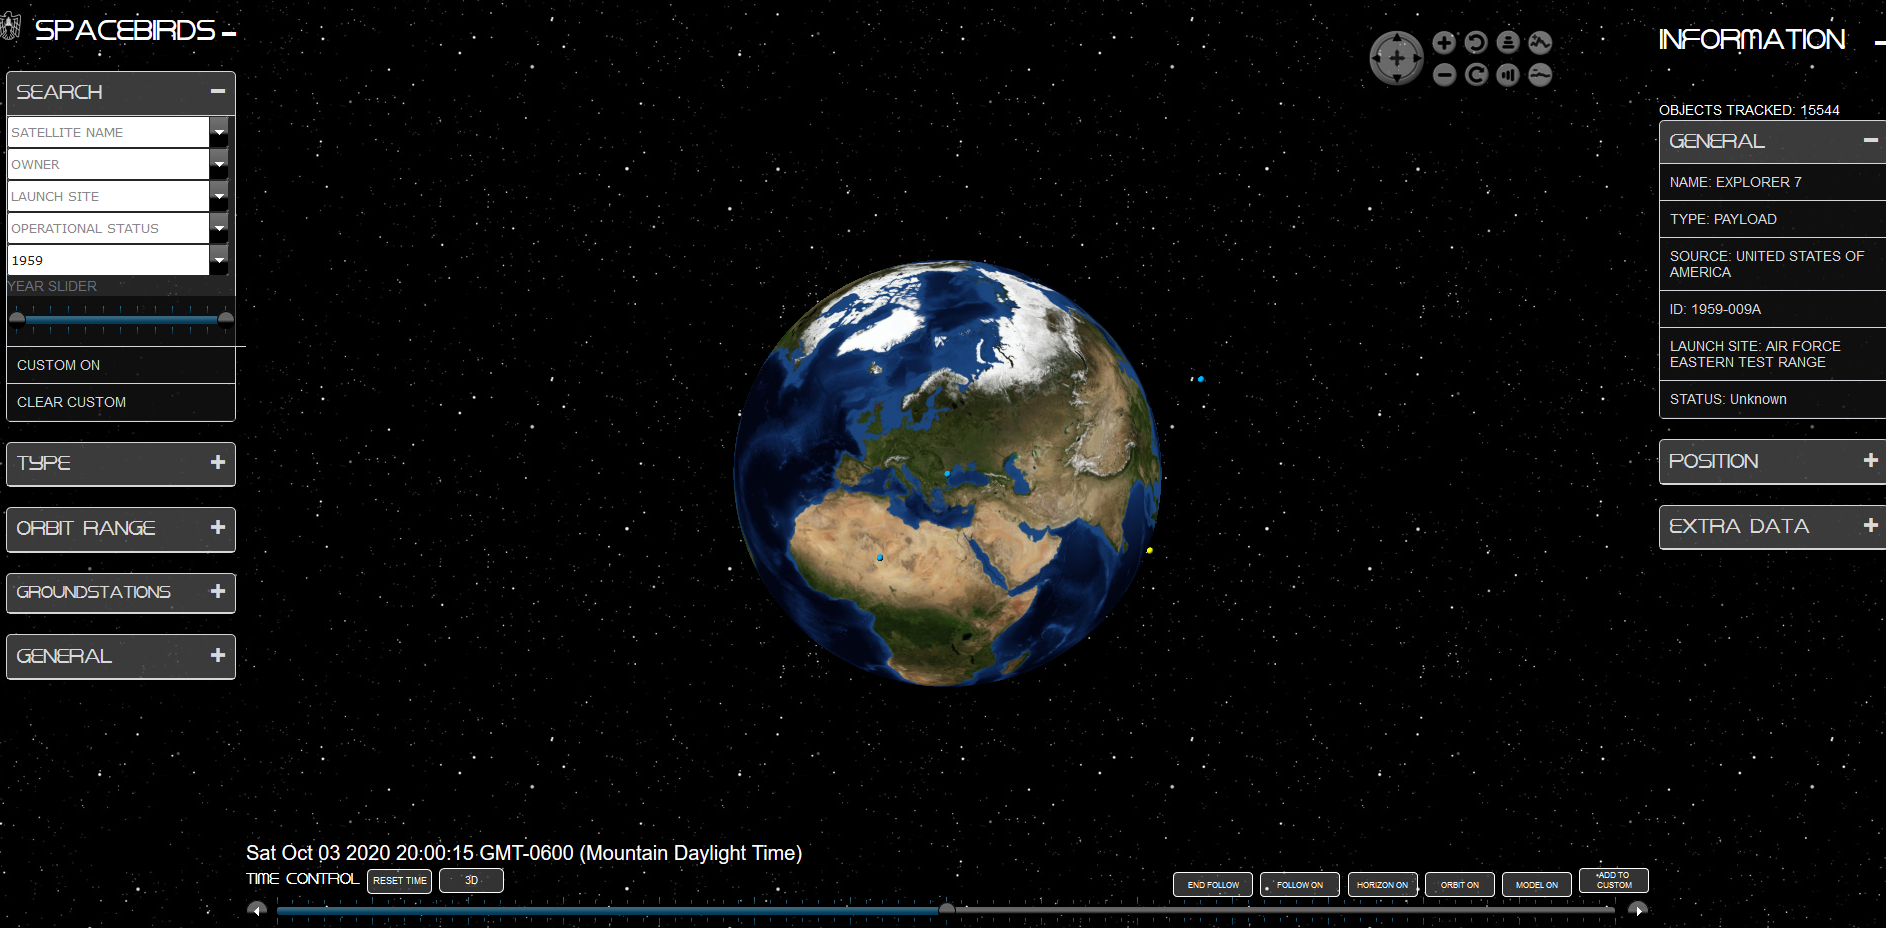 SPACEBIRDS
SEARCH
SATELLITE NAME
OWNER
LAUNCH SITE
OPERATIONAL STATUS
1959
YEAR SLIDER
CUSTOM ON
CLEAR CUSTOM
TYPE
ORBIT RANGE
GROUNDSTATIONS
GENERAL
INFORMATION
OBJECTS TRACKED: 15544
GENERAL
NAME: EXPLORER 7
TYPE: PAYLOAD
SOURCE: UNITED STATES OF
AMERICA
ID: 1959-009A
LAUNCH SITE: AIR FORCE
EASTERN TEST RANGE
STATUS: Unknown
POSITION
EXTRA DATA
Sat Oct 03 2020 20:00:15 GMT-0600 (Mountain Daylight Time)
TIME CONTROL
RESET TIME
3D
END FOLLOW
FOLLOW ON
HORIZON ON
ORBIT ON
MODEL ON
ADD TO
CUSTOM